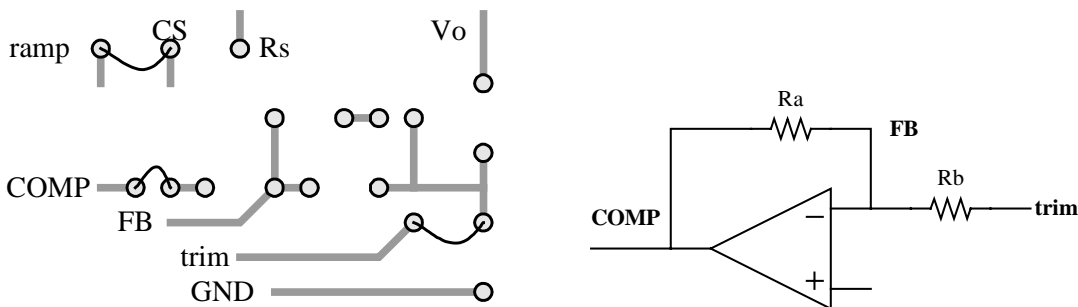 CS
ramp
Rs
Vo
COMP
FB
trim
GND
Ra
FB
Rb
COMP
trim
−
+